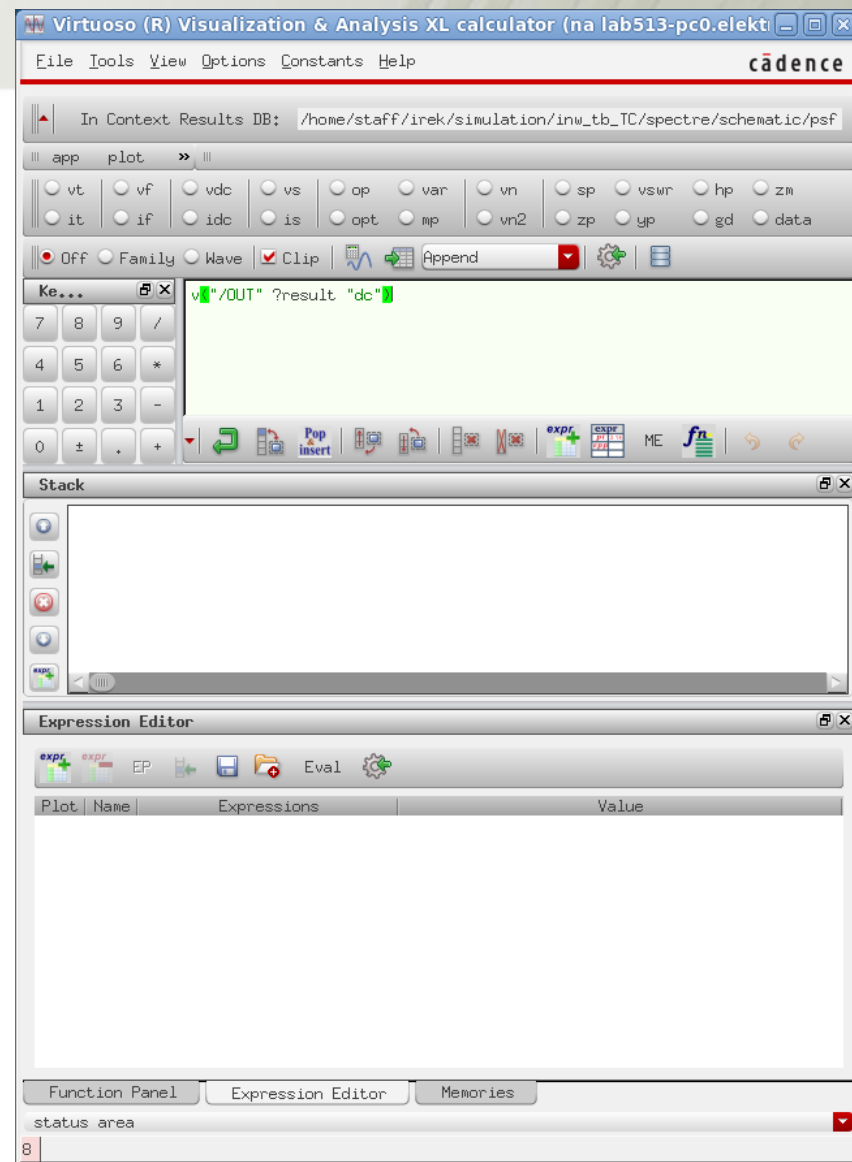 Virtuoso (R) Visualization & Analysis XL calculator (na lab513-pc0.elekt
File Tools View Options Constants Help
cādence
In Context Results DB: /home/staff/irek/simulation/inw_tb_TC/spectre/schematic/psf
app plot »
vt vf vdc vs op var vn sp vswr hp zm
it if idc is opt mp vn2 zp yp gd data
Off Family Wave Clip Append
Ke...
v("/OUT" ?result "dc")
7 8 9 /
4 5 6 *
1 2 3 -
0 ± . +
Pop
insert
expr
expr
ME
fn
Stack
expr
Expression Editor
expr expr EP Eval
Plot Name Expressions Value
Function Panel Expression Editor Memories
status area
8